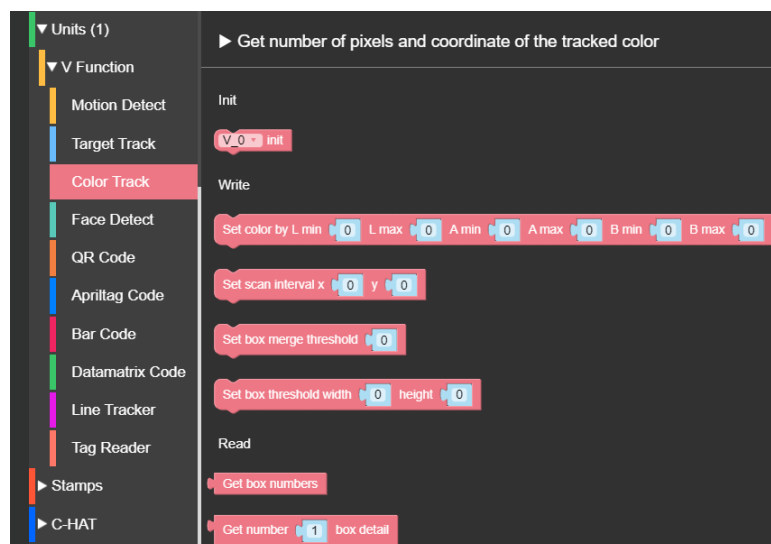 ▼ Units (1)
▼ V Function
Motion Detect
Target Track
Color Track
Face Detect
QR Code
Apriltag Code
Bar Code
Datamatrix Code
Line Tracker
Tag Reader
▶ Stamps
▶ C-HAT
▶ Get number of pixels and coordinate of the tracked color
Init
V_0 init
Write
Set color by L min 0 L max 0 A min 0 A max 0 B min 0 B max 0
Set scan interval x 0 y 0
Set box merge threshold 0
Set box threshold width 0 height 0
Read
Get box numbers
Get number 1 box detail